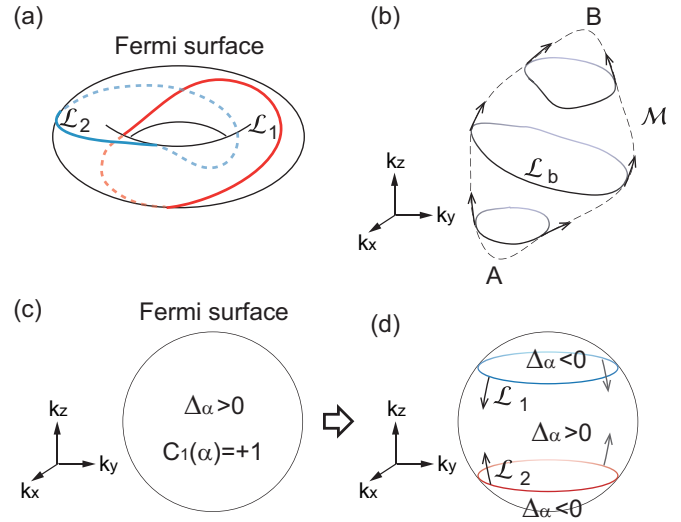 (a)
Fermi surface
ℒ2
ℒ1
(b)
B
ℳ
ℒb
A
kz
ky
kx
(c)
Fermi surface
Δα>0
C1(α)=+1
kz
ky
kx
(d)
Δα<0
ℒ1
Δα>0
ℒ2
Δα<0
kz
ky
kx